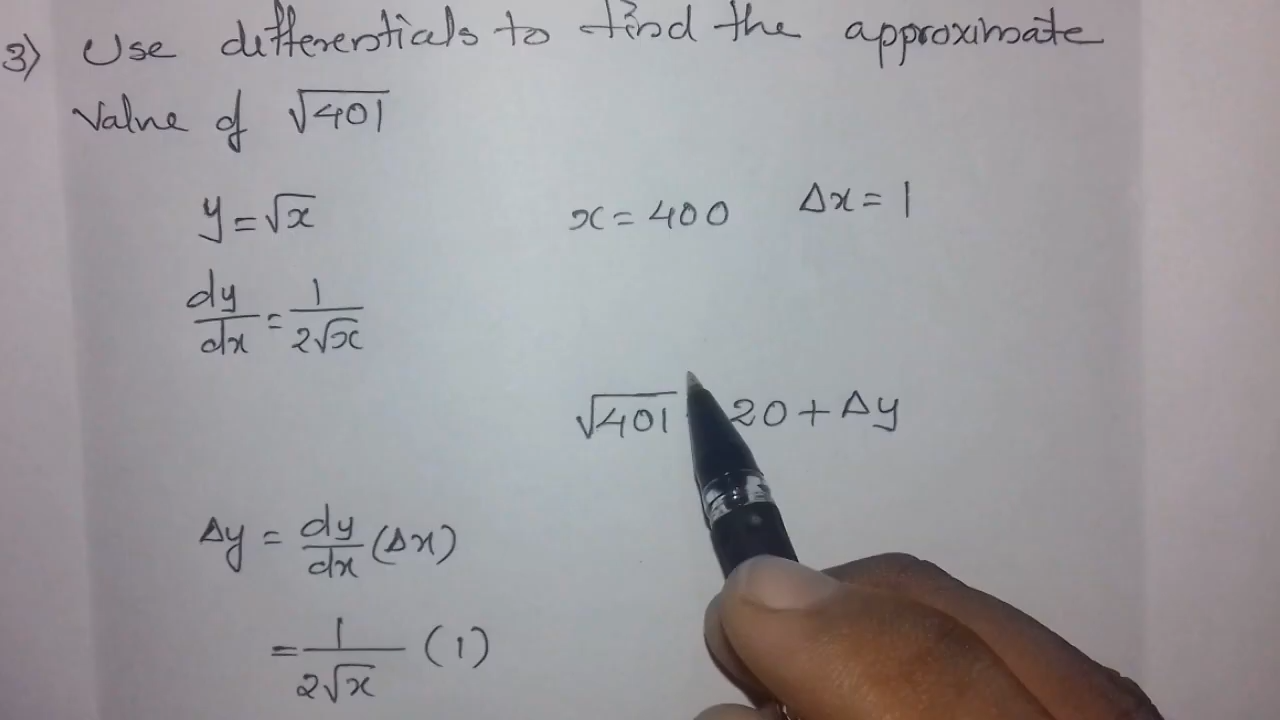 3) Use differentials to find the approximate
value of √401
y = √x x = 400 Δx = 1
dy/dx = 1/2√x
√401 20 + Δy
Δy = dy/dx (Δx)
= 1/2√x (1)